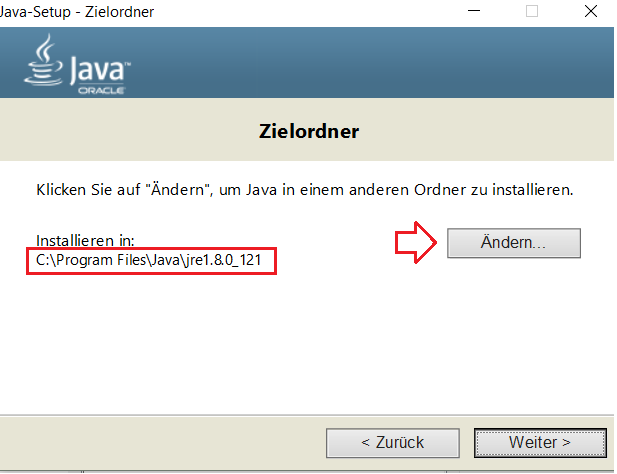 Java-Setup - Zielordner
Java™
ORACLE
Zielordner
Klicken Sie auf "Ändern", um Java in einem anderen Ordner zu installieren.
Installieren in:
Ändern...
C:\Program Files\Java\jre1.8.0_121
< Zurück
Weiter >